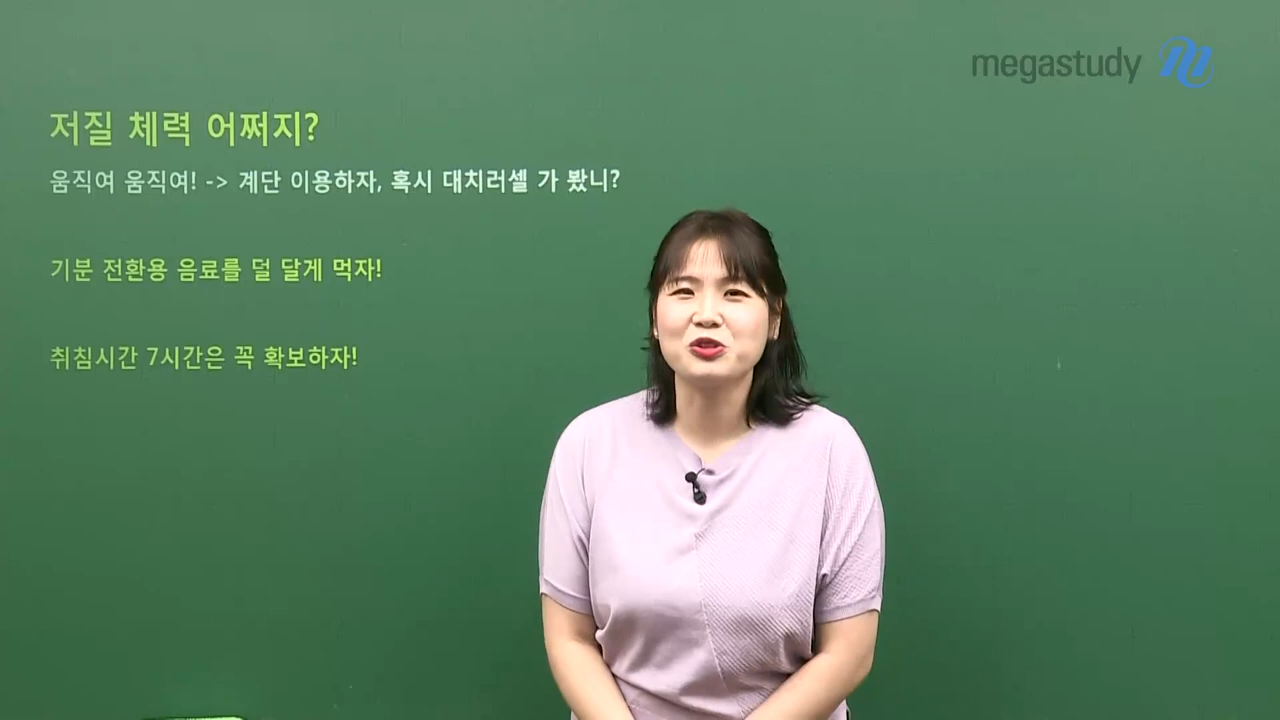 megastudy
저질 체력 어쩌지?
움직여 움직여! -> 계단 이용하자, 혹시 대치러셀 가 봤니?
기분 전환용 음료를 덜 달게 먹자!
취침시간 7시간은 꼭 확보하자!